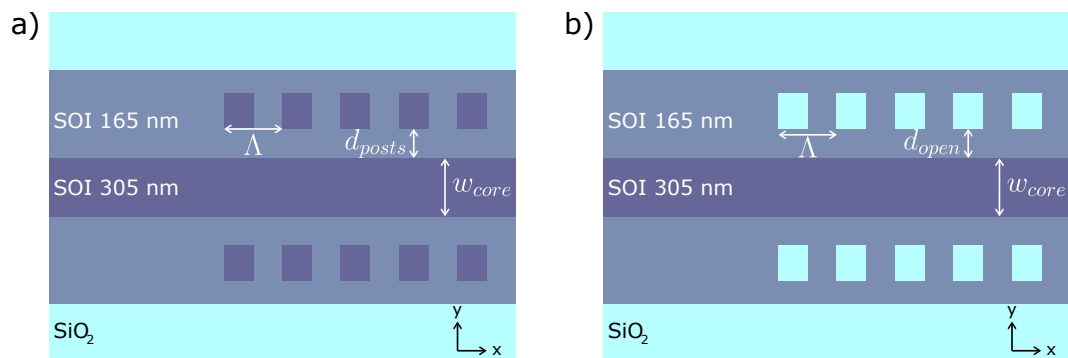 a)
SOI 165 nm
Λ
d_posts
SOI 305 nm
w_core
SiO₂
y
x
b)
SOI 165 nm
Λ
d_open
SOI 305 nm
w_core
SiO₂
y
x